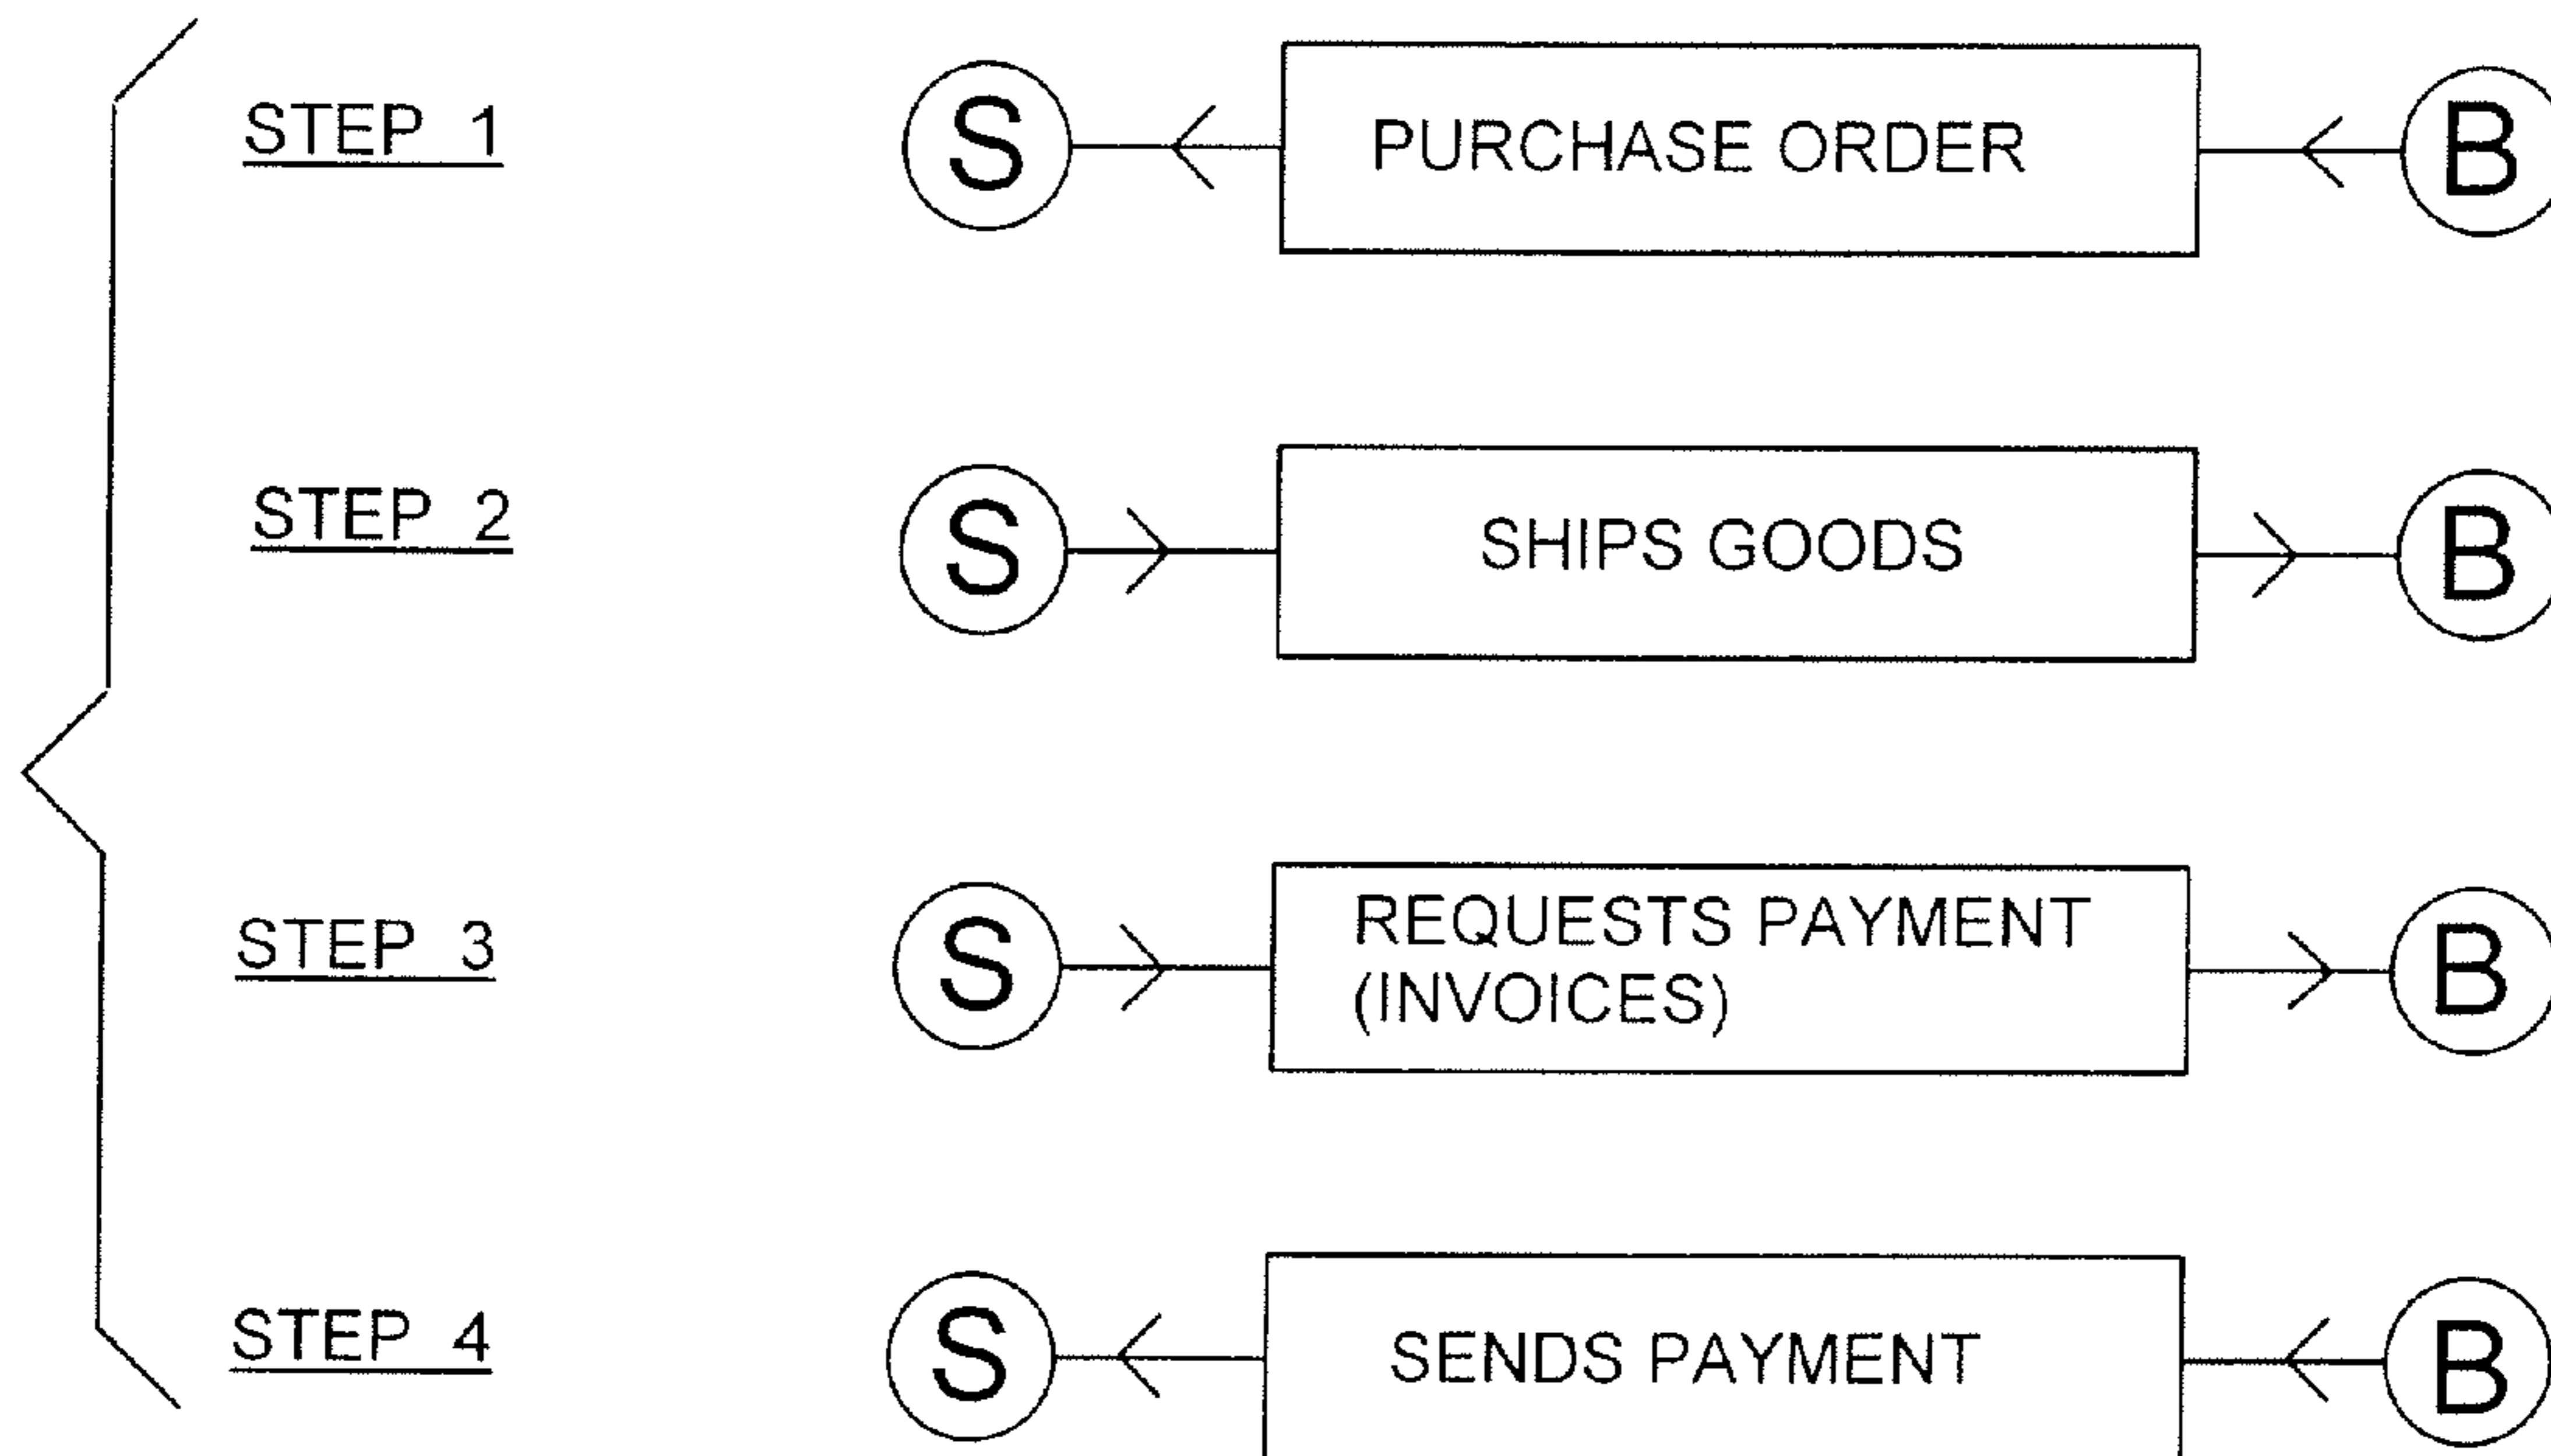 STEP 1
S
PURCHASE ORDER
B
STEP 2
S
SHIPS GOODS
B
STEP 3
S
REQUESTS PAYMENT
(INVOICES)
B
STEP 4
S
SENDS PAYMENT
B